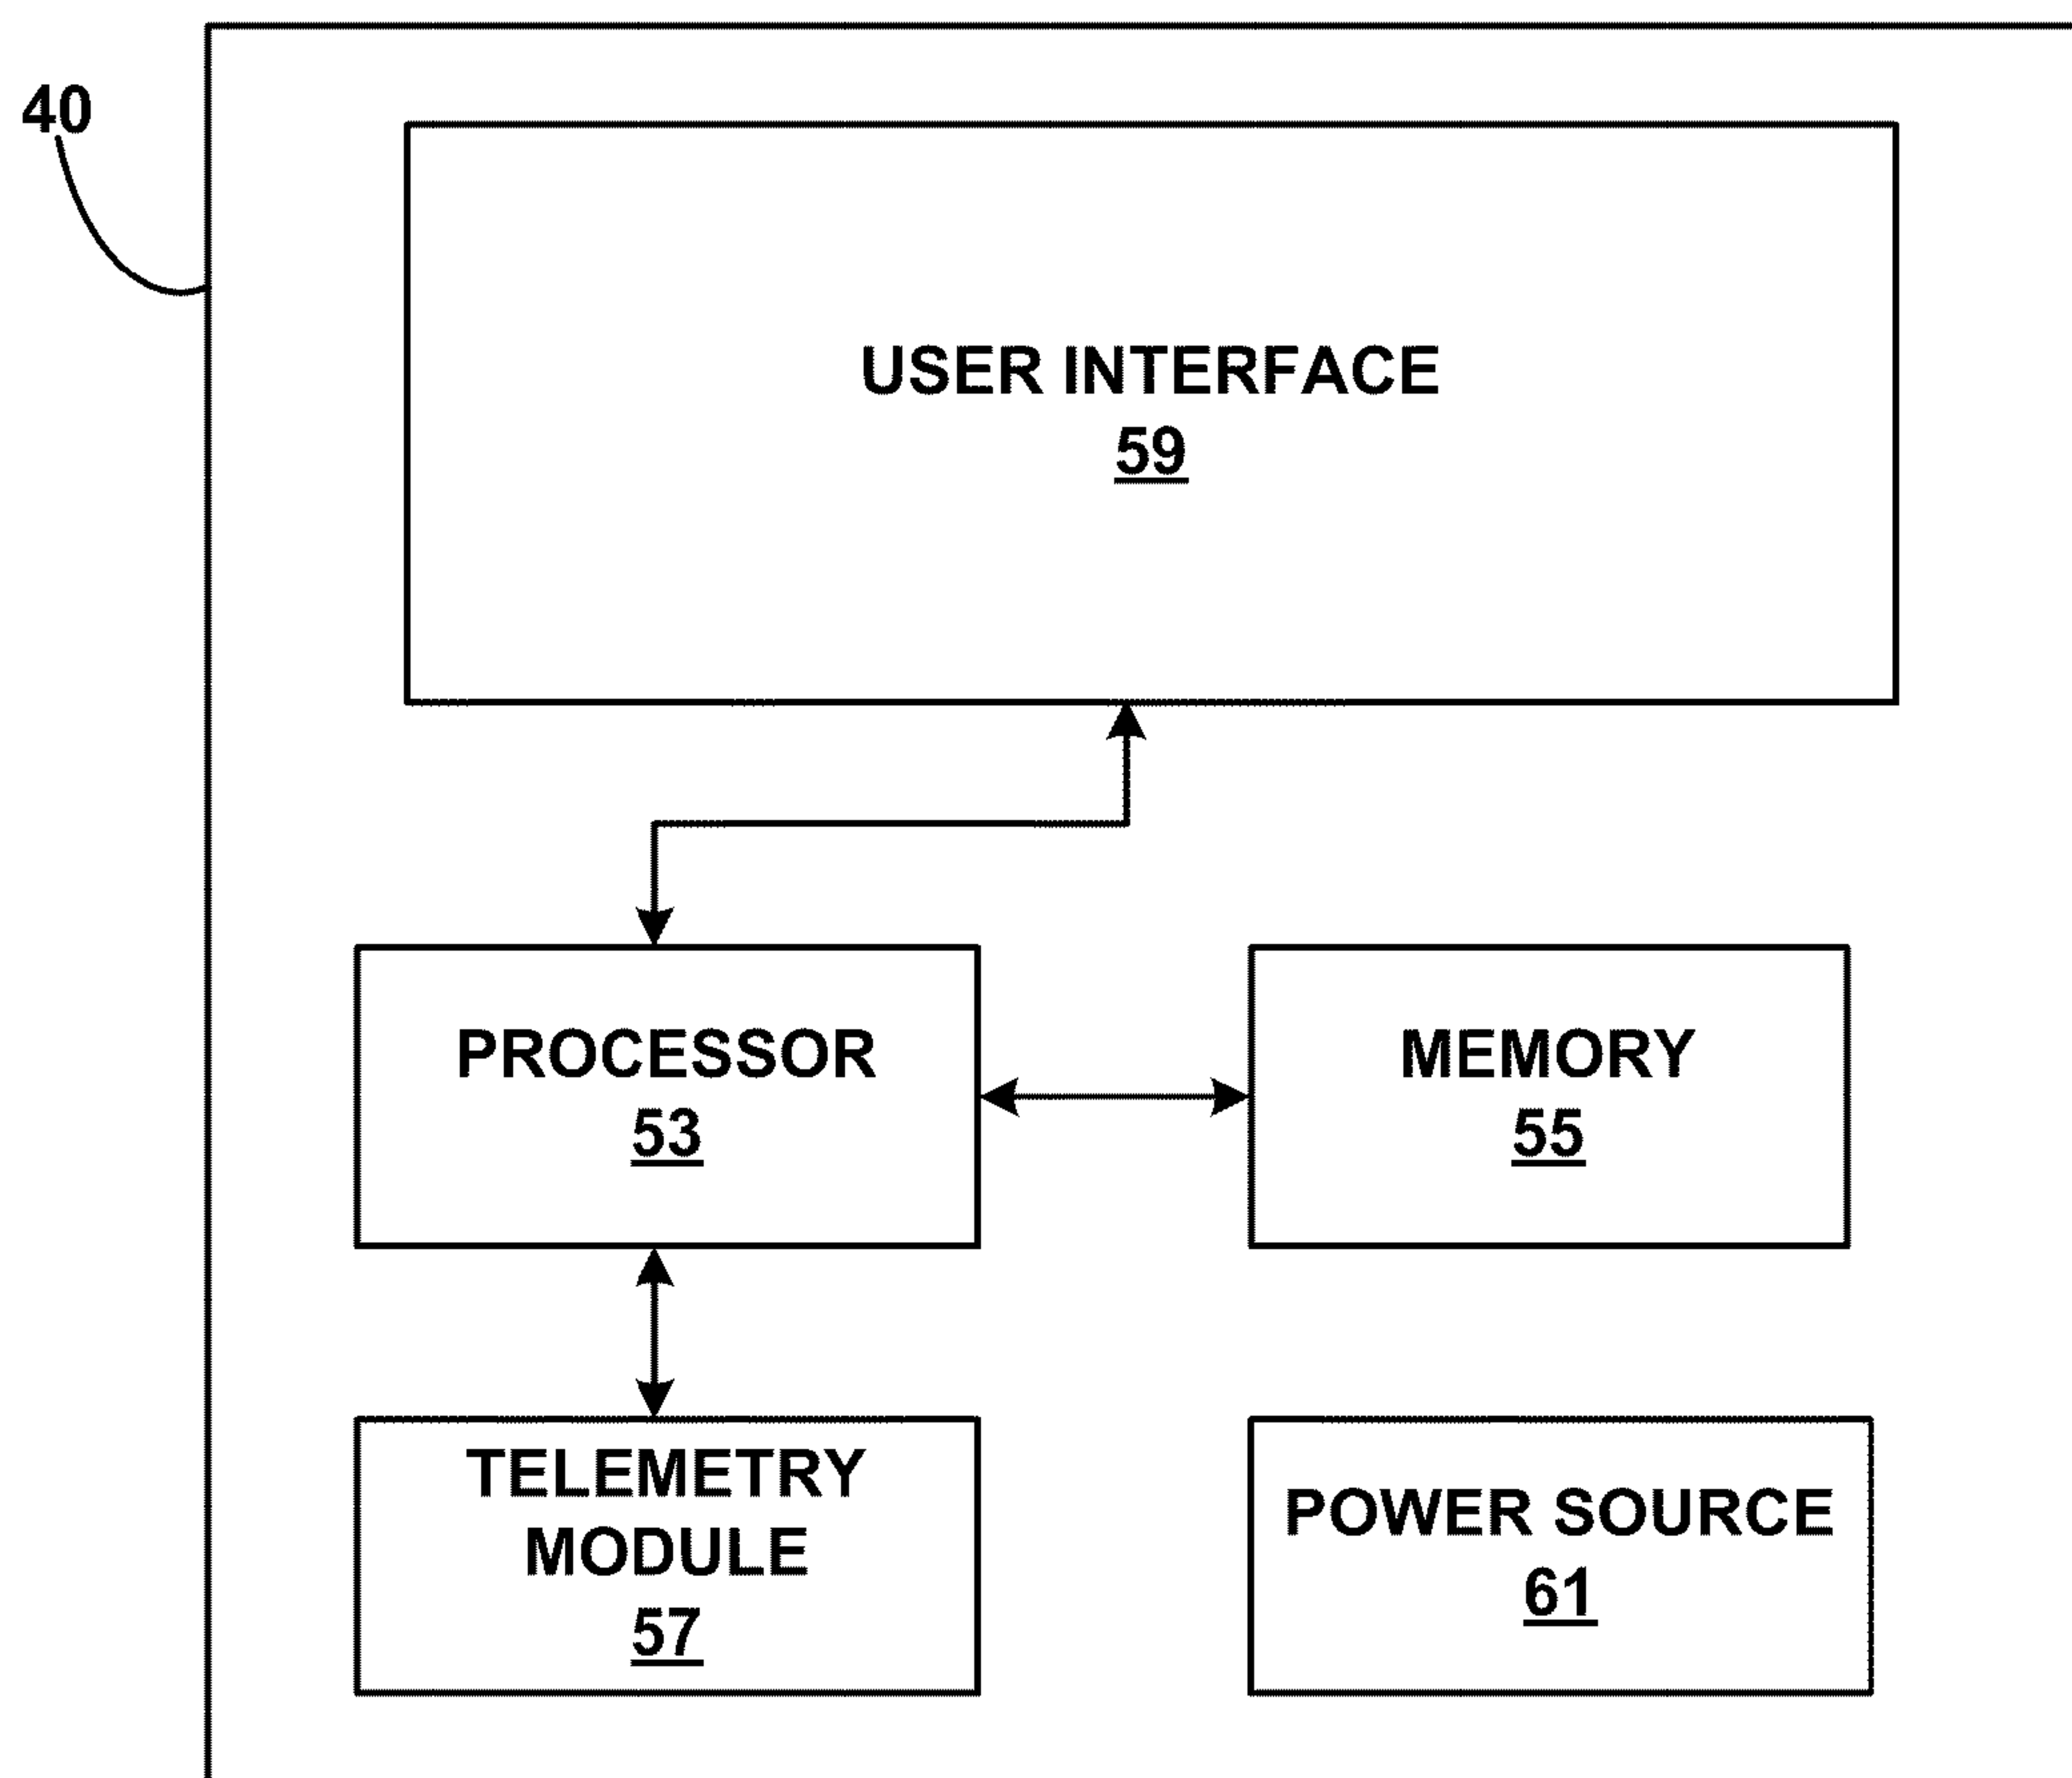 40
USER INTERFACE
59
PROCESSOR
53
MEMORY
55
TELEMETRY
MODULE
57
POWER SOURCE
61